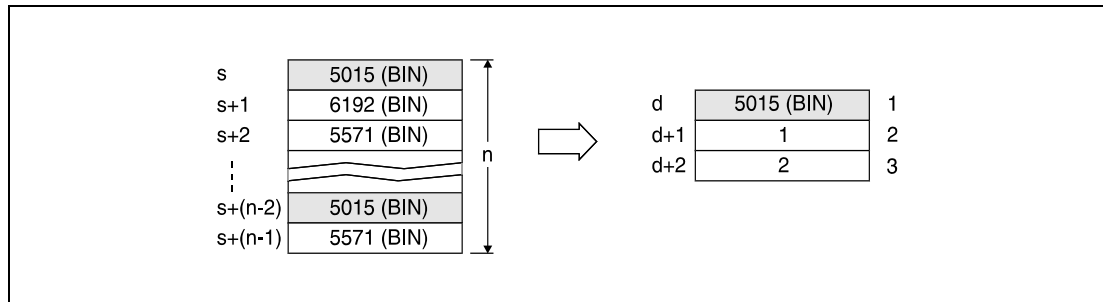 s 5015 (BIN)
s+1 6192 (BIN)
s+2 5571 (BIN)
s+(n-2) 5015 (BIN)
s+(n-1) 5571 (BIN)
n
d 5015 (BIN) 1
d+1 1 2
d+2 2 3